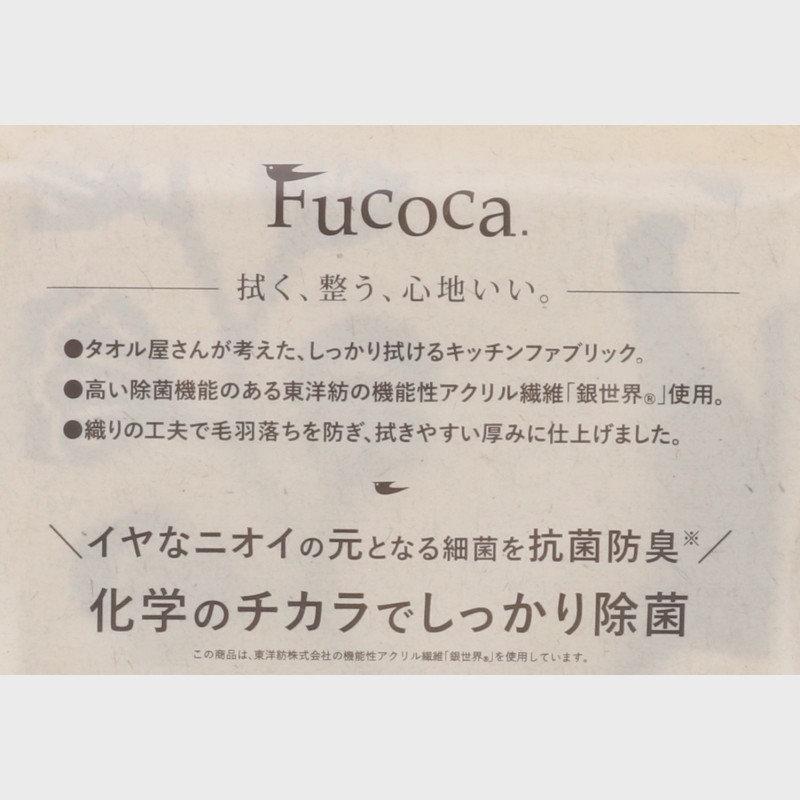 Fucoca.
拭く、整う、心地いい。
●タオル屋さんが考えた、しっかり拭けるキッチンファブリック。
●高い除菌機能のある東洋紡の機能性アクリル繊維「銀世界®」使用。
●織りの工夫で毛羽落ちを防ぎ、拭きやすい厚みに仕上げました。
＼イヤなニオイの元となる細菌を抗菌防臭※／
化学のチカラでしっかり除菌
この商品は、東洋紡株式会社の機能性アクリル繊維「銀世界®」を使用しています。